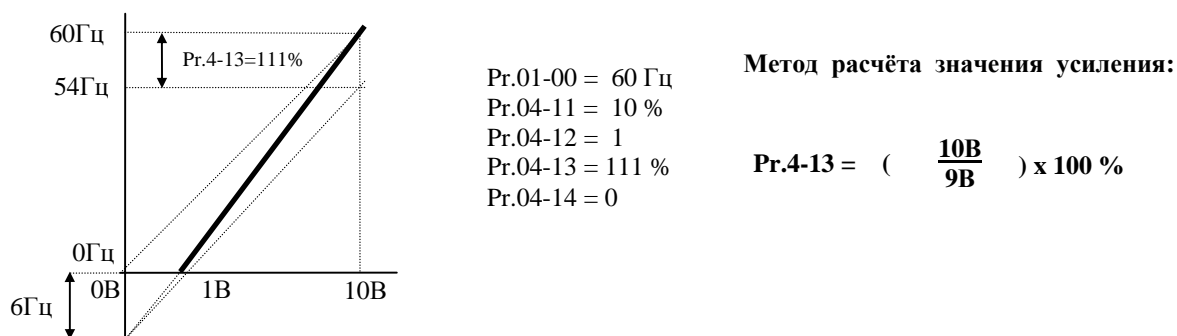 60Гц
Pr.4-13=111%
54Гц
0Гц
0В
1В
10В
6Гц
Pr.01-00 = 60 Гц
Pr.04-11 = 10 %
Pr.04-12 = 1
Pr.04-13 = 111 %
Pr.04-14 = 0
Метод расчёта значения усиления:
Pr.4-13 = ( 10В
9В ) x 100 %